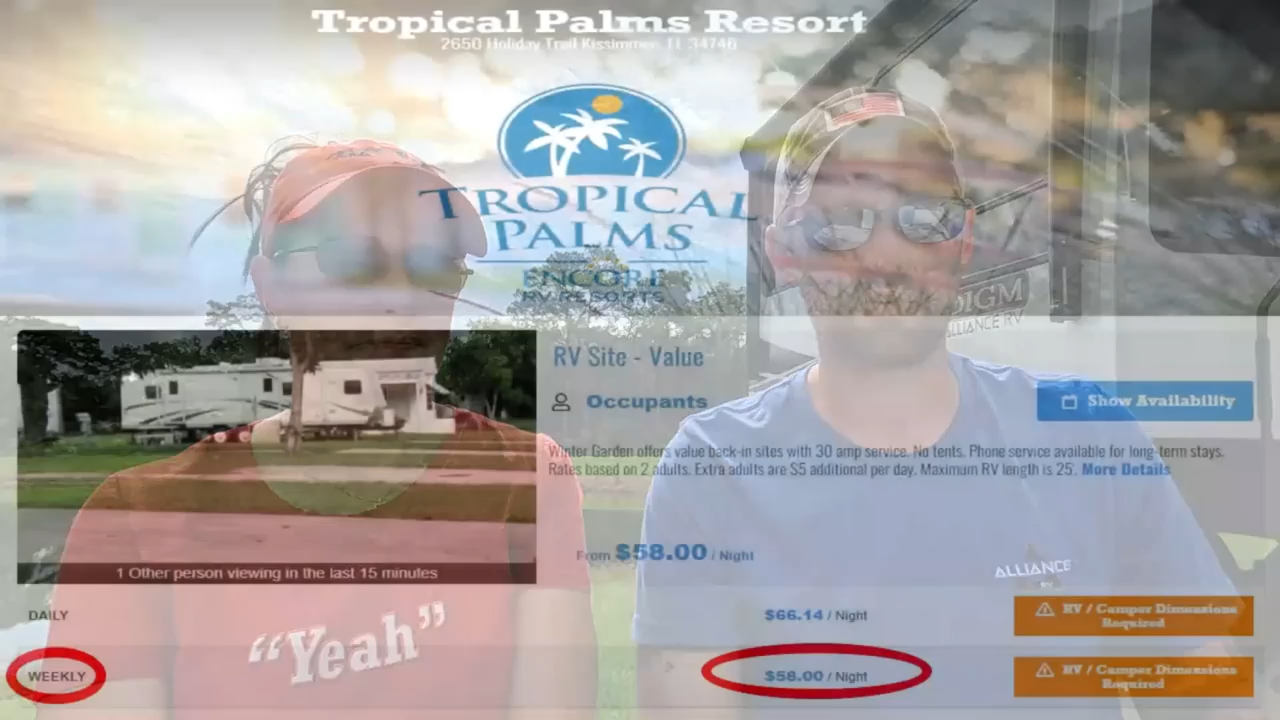 Tropical Palms Resort
2650 Holiday Trail Kissimmee, FL 34746
TROPICAL
PALMS
ENCORE
RV RESORTS
DIGM
ALLIANCE RV
RV Site - Value
Occupants
Show Availability
Winter Garden offers value back-in sites with 30 amp service. No tents. Phone service available for long-term stays.
Rates based on 2 adults. Extra adults are $5 additional per day. Maximum RV length is 25'. More Details
From $58.00 / Night
1 Other person viewing in the last 15 minutes
ALLIANCE
RV
DAILY
$66.14 / Night
RV / Camper Dimensions
Required
"Yeah"
WEEKLY
$58.00 / Night
RV / Camper Dimensions
Required